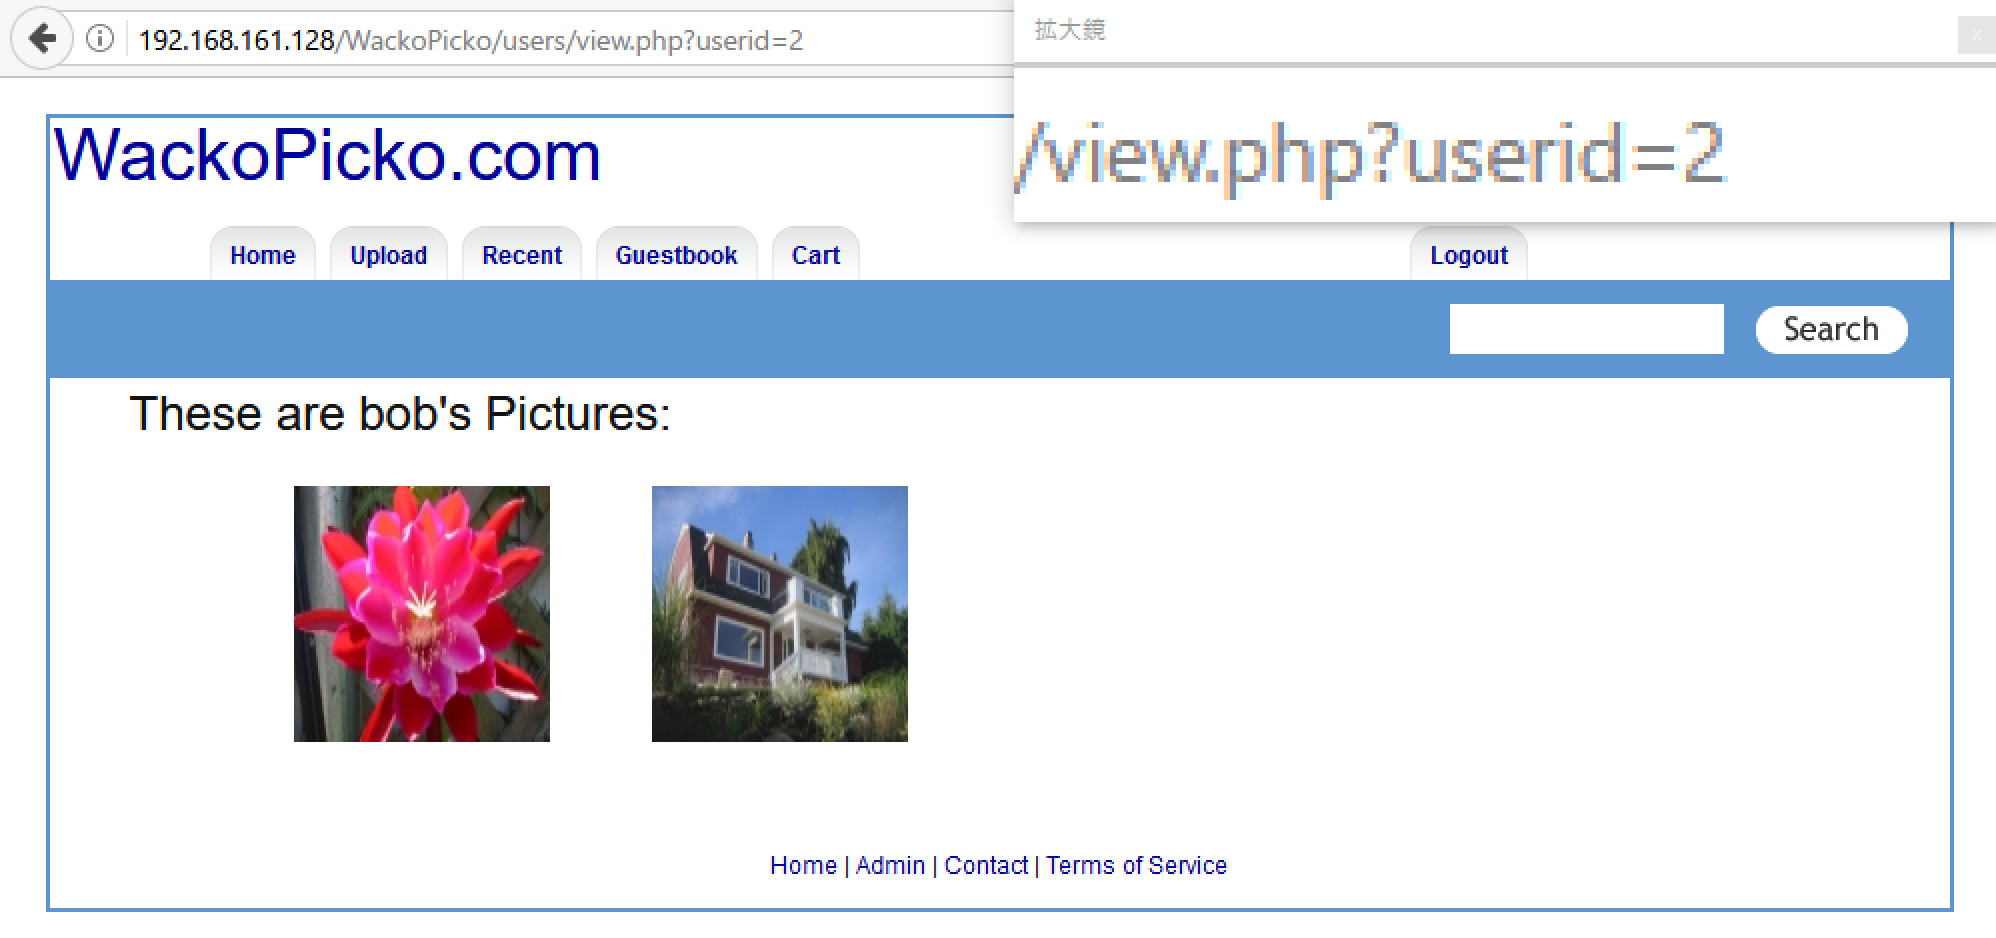 192.168.161.128/WackoPicko/users/view.php?userid=2
拡大鏡
x
/view.php?userid=2
WackoPicko.com
Home Upload Recent Guestbook Cart Logout
Search
These are bob's Pictures:
Home | Admin | Contact | Terms of Service